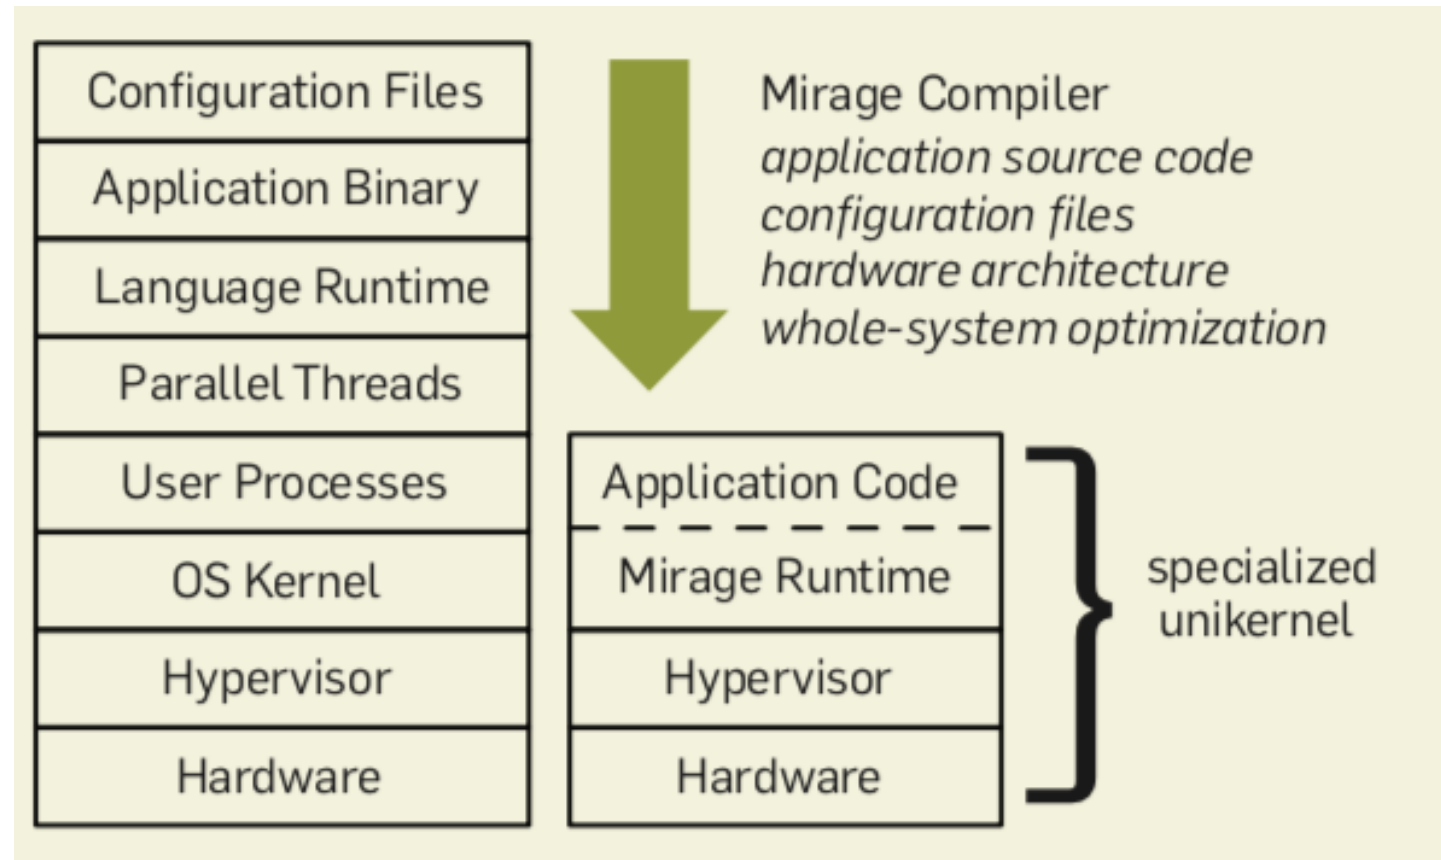 Configuration Files
Application Binary
Language Runtime
Parallel Threads
User Processes
OS Kernel
Hypervisor
Hardware
Mirage Compiler
application source code
configuration files
hardware architecture
whole-system optimization
Application Code
Mirage Runtime
Hypervisor
Hardware
specialized
unikernel